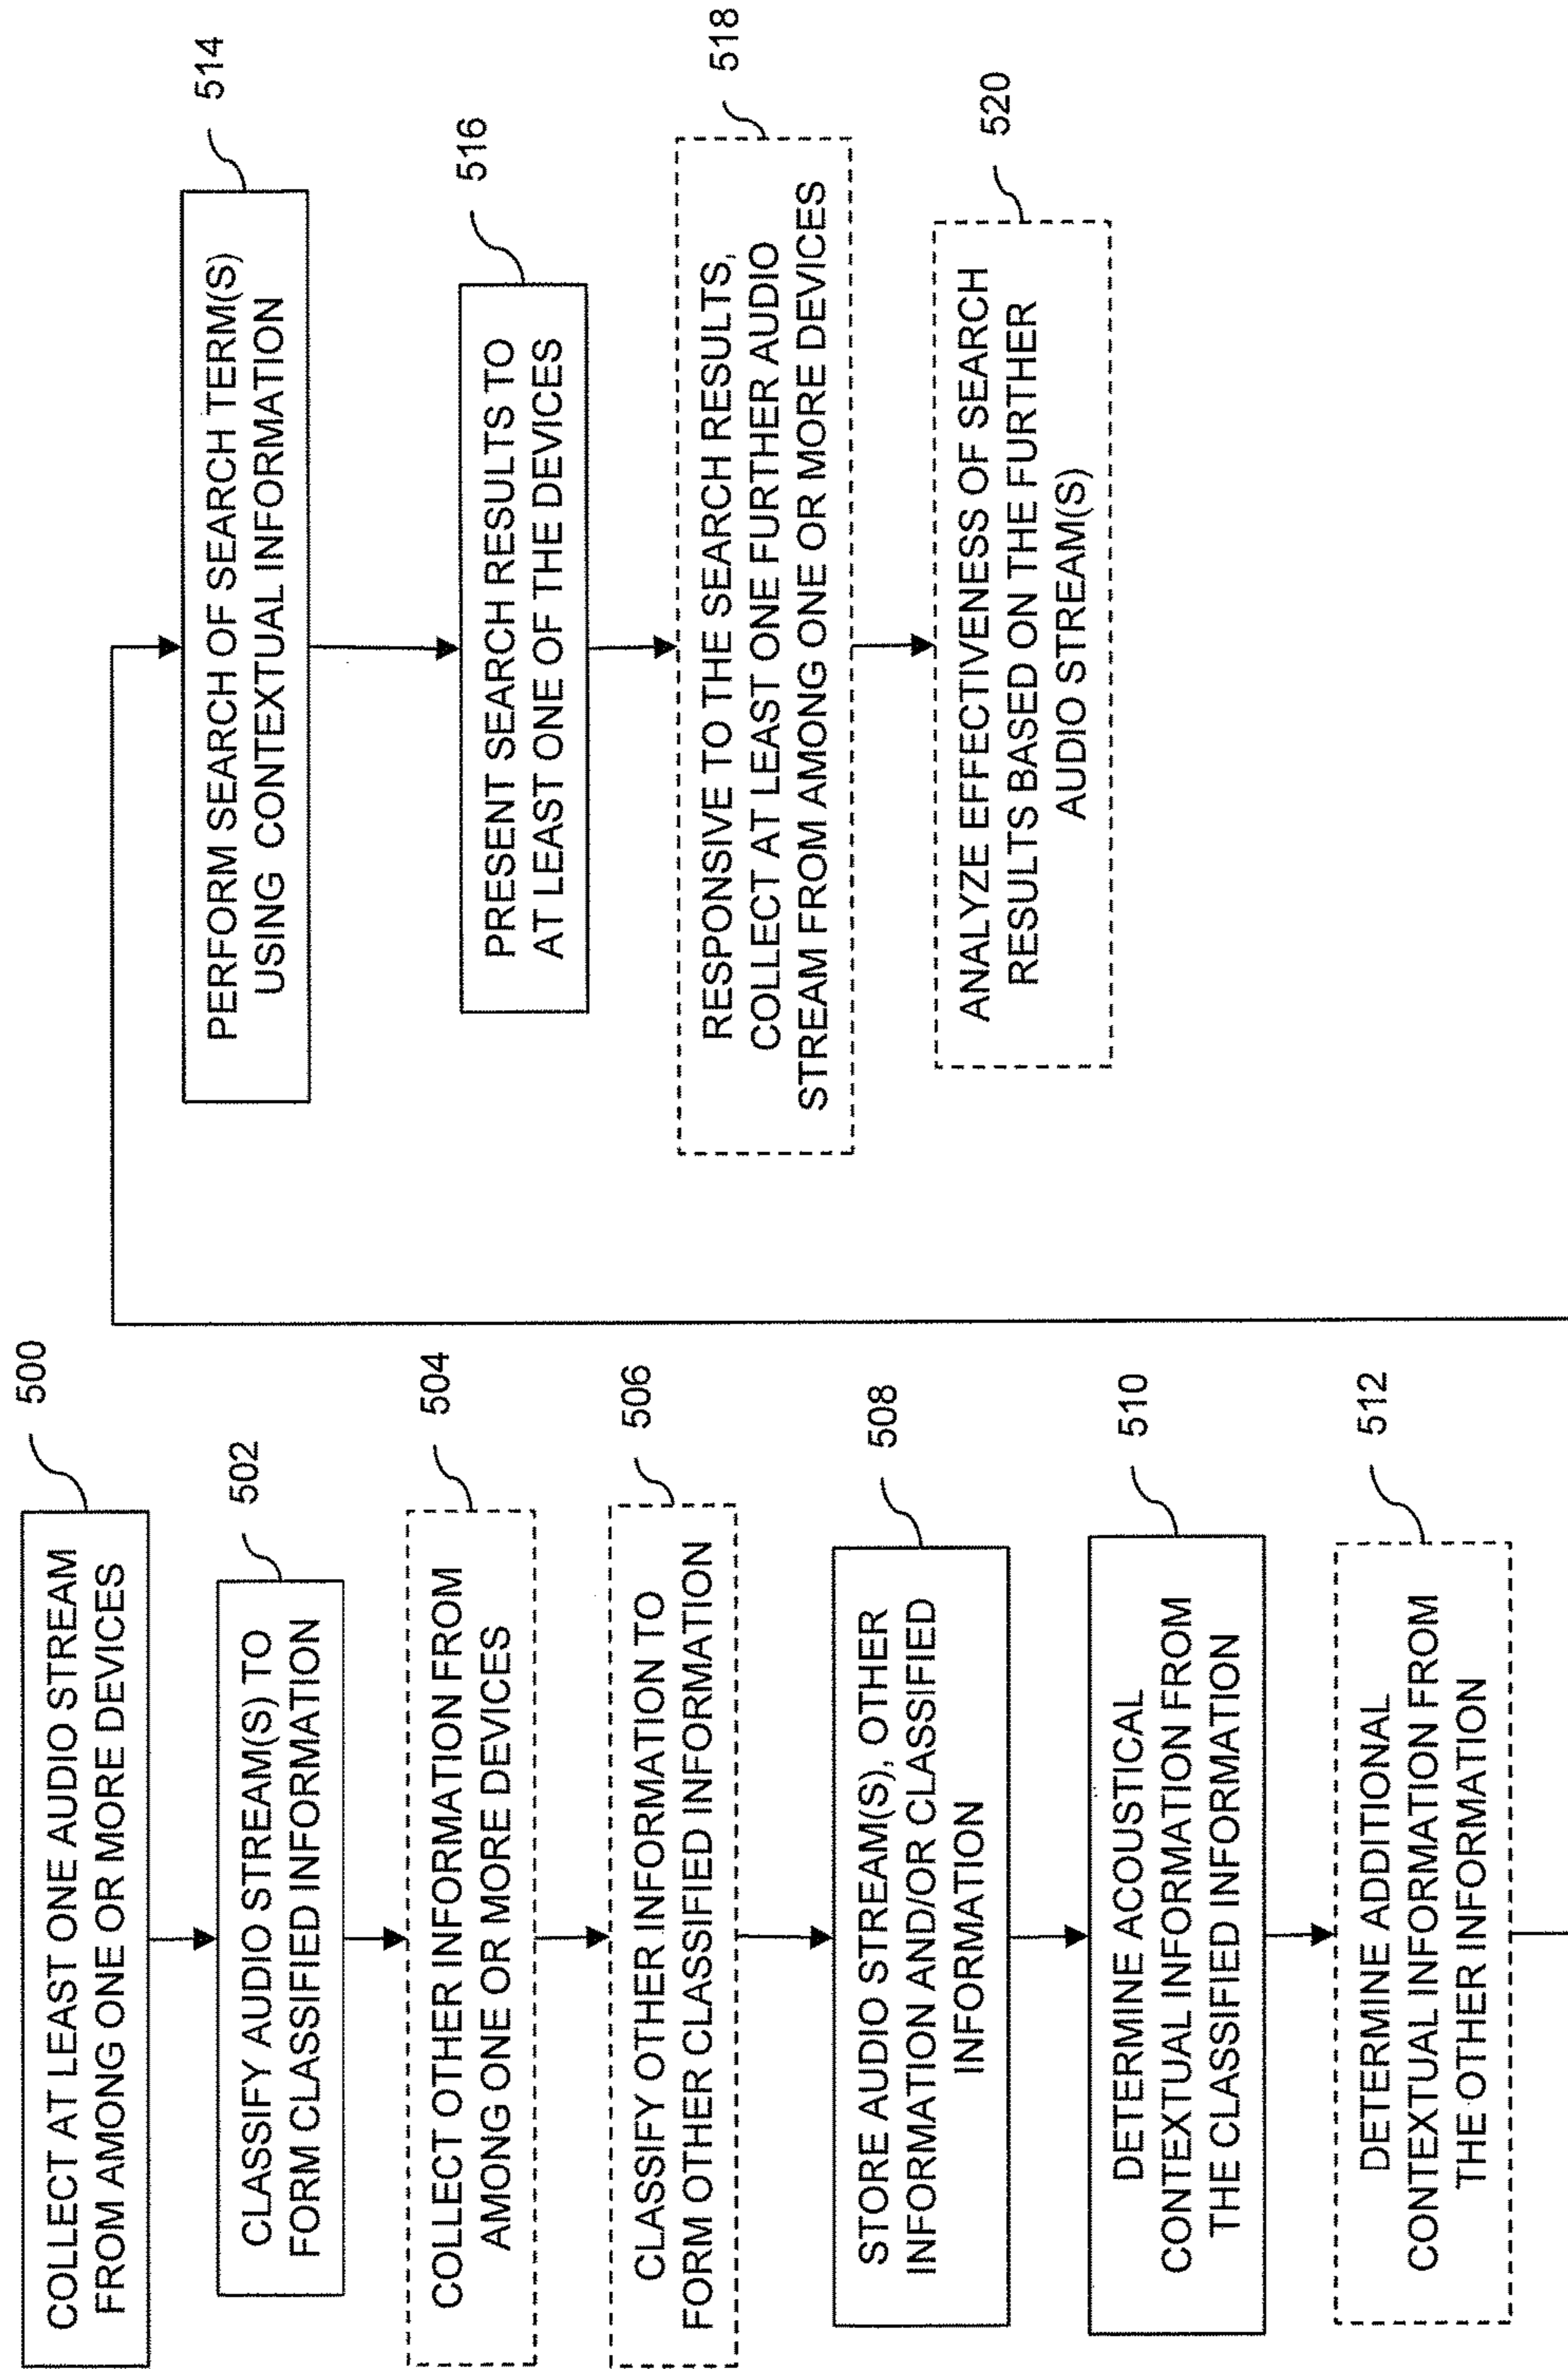 500
COLLECT AT LEAST ONE AUDIO STREAM
FROM AMONG ONE OR MORE DEVICES
502
CLASSIFY AUDIO STREAM(S) TO
FORM CLASSIFIED INFORMATION
504
COLLECT OTHER INFORMATION FROM
AMONG ONE OR MORE DEVICES
506
CLASSIFY OTHER INFORMATION TO
FORM OTHER CLASSIFIED INFORMATION
508
STORE AUDIO STREAM(S), OTHER
INFORMATION AND/OR CLASSIFIED
INFORMATION
510
DETERMINE ACOUSTICAL
CONTEXTUAL INFORMATION FROM
THE CLASSIFIED INFORMATION
512
DETERMINE ADDITIONAL
CONTEXTUAL INFORMATION FROM
THE OTHER INFORMATION
514
PERFORM SEARCH OF SEARCH TERM(S)
USING CONTEXTUAL INFORMATION
516
PRESENT SEARCH RESULTS TO
AT LEAST ONE OF THE DEVICES
518
RESPONSIVE TO THE SEARCH RESULTS,
COLLECT AT LEAST ONE FURTHER AUDIO
STREAM FROM AMONG ONE OR MORE DEVICES
520
ANALYZE EFFECTIVENESS OF SEARCH
RESULTS BASED ON THE FURTHER
AUDIO STREAM(S)